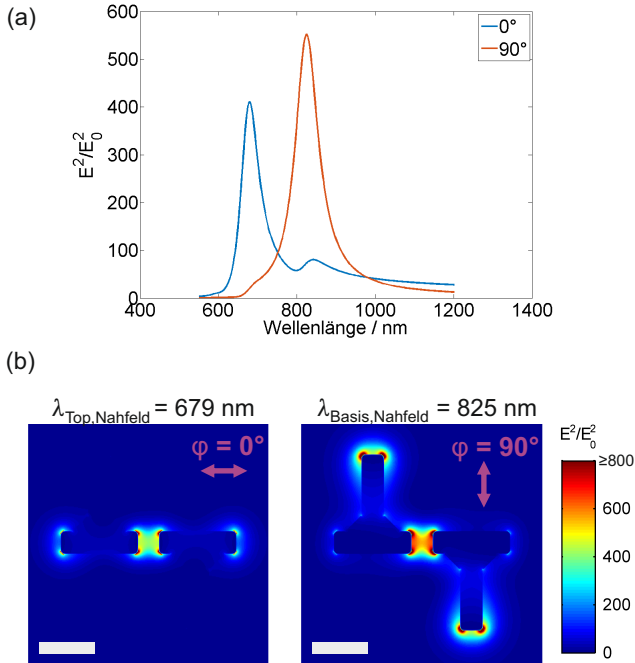 (a)
600
500
400
300
200
100
0
E²/E₀²
400 600 800 1000 1200 1400
Wellenlänge / nm
0°
90°
(b)
λTop,Nahfeld = 679 nm
φ = 0°
λBasis,Nahfeld = 825 nm
φ = 90°
E²/E₀²
≥800
600
400
200
0